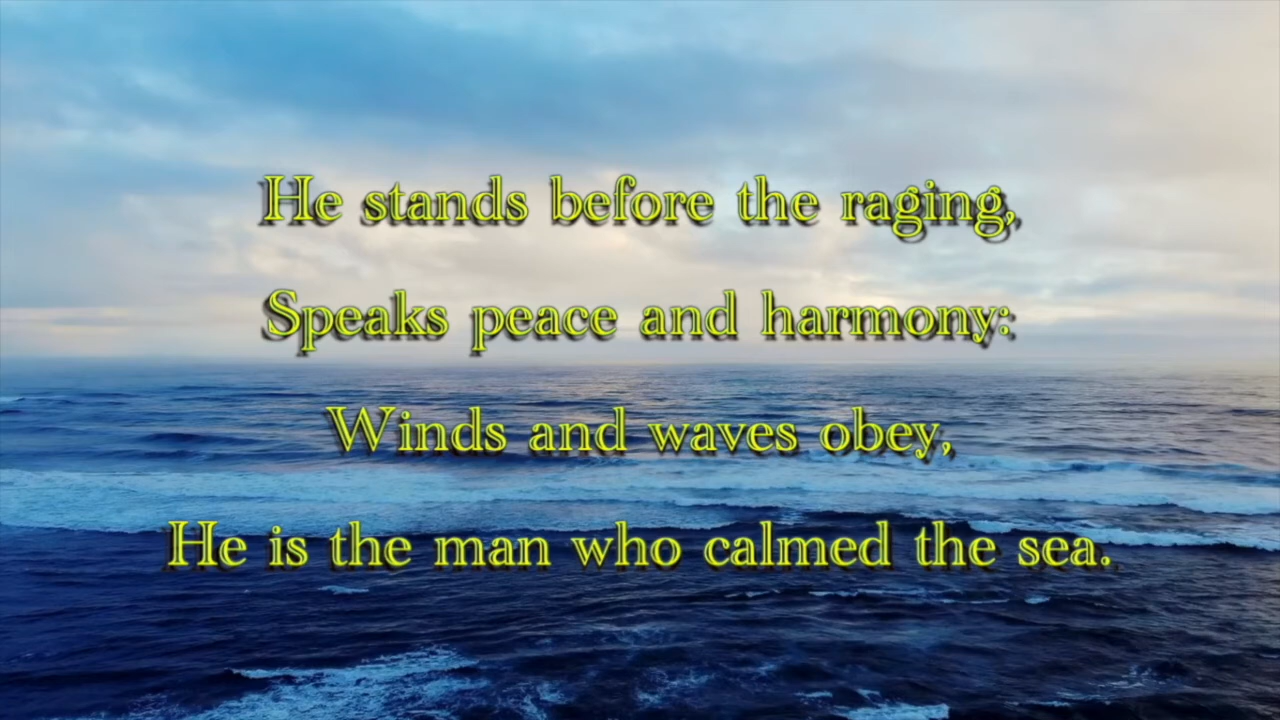 He stands before the raging,
Speaks peace and harmony:
Winds and waves obey,
He is the man who calmed the sea.